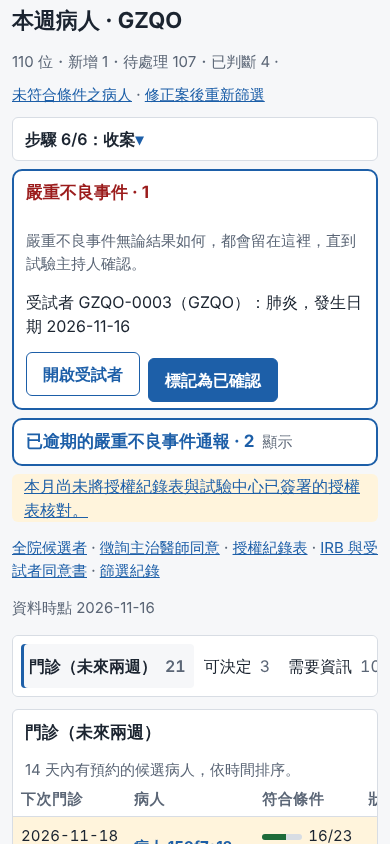 本週病人 · GZQO
110 位・新增 1・待處理 107・已判斷 4 ·
未符合條件之病人 · 修正案後重新篩選
步驟 6/6：收案▾
嚴重不良事件 · 1
嚴重不良事件無論結果如何，都會留在這裡，直到
試驗主持人確認。
受試者 GZQO-0003（GZQO）：肺炎，發生日
期 2026-11-16
開啟受試者 標記為已確認
已逾期的嚴重不良事件通報 · 2 顯示
本月尚未將授權紀錄表與試驗中心已簽署的授權
表核對。
全院候選者 · 徵詢主治醫師同意 · 授權紀錄表 · IRB 與受
試者同意書 · 篩選紀錄
資料時點 2026-11-16
門診（未來兩週） 21 可決定 3 需要資訊 10
門診（未來兩週）
14 天內有預約的候選病人，依時間排序。
下次門診 病人 符合條件
2026-11-18 16/23